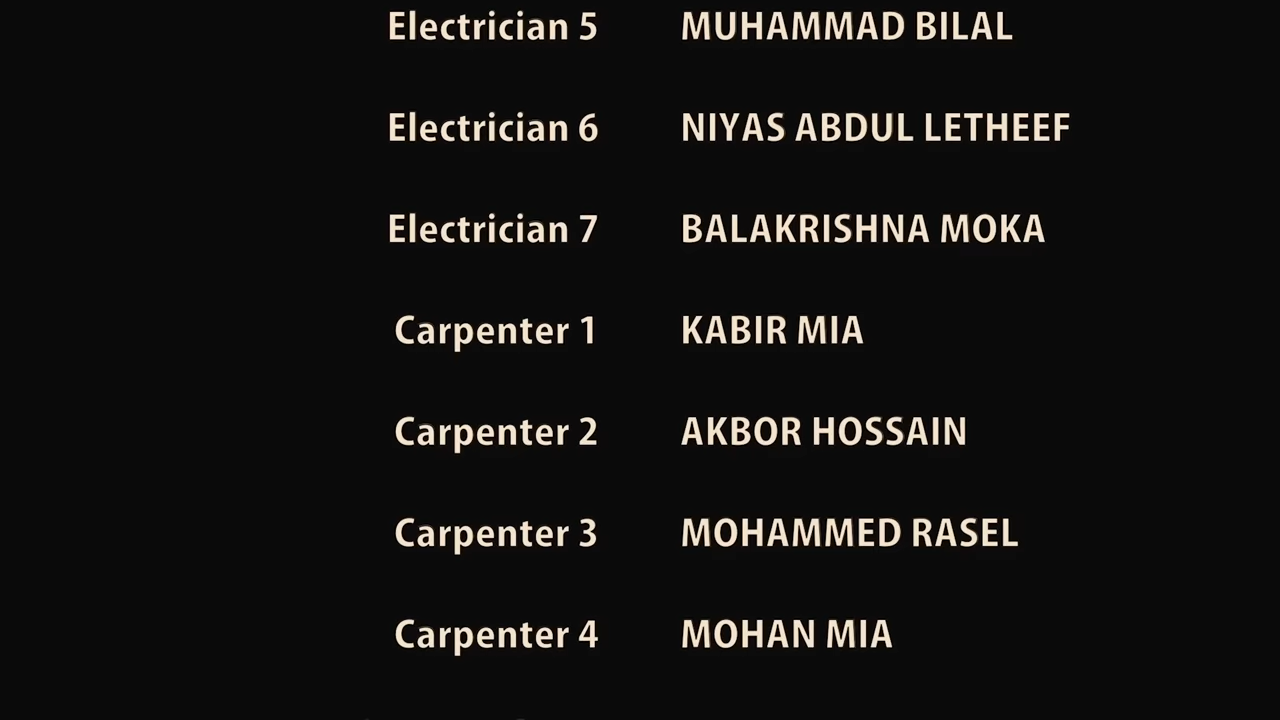 Electrician 5 MUHAMMAD BILAL
Electrician 6 NIYAS ABDUL LETHEEF
Electrician 7 BALAKRISHNA MOKA
Carpenter 1 KABIR MIA
Carpenter 2 AKBOR HOSSAIN
Carpenter 3 MOHAMMED RASEL
Carpenter 4 MOHAN MIA